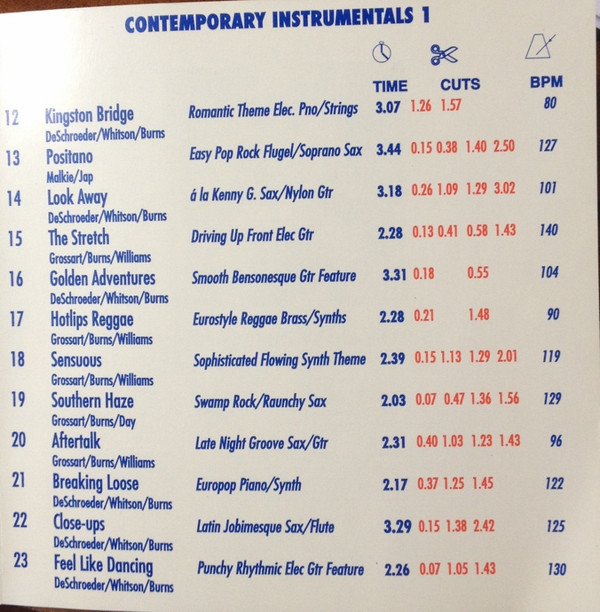 CONTEMPORARY INSTRUMENTALS 1
TIME CUTS BPM
12 Kingston Bridge Romantic Theme Elec. Pno/Strings 3.07 1.26 1.57 80
DeSchroeder/Whitson/Burns
13 Positano Easy Pop Rock Flugel/Soprano Sax 3.44 0.15 0.38 1.40 2.50 127
Malkie/Jap
14 Look Away á la Kenny G. Sax/Nylon Gtr 3.18 0.26 1.09 1.29 3.02 101
DeSchroeder/Whitson/Burns
15 The Stretch Driving Up Front Elec Gtr 2.28 0.13 0.41 0.58 1.43 140
Grossart/Burns/Williams
16 Golden Adventures Smooth Bensonesque Gtr Feature 3.31 0.18 0.55 104
DeSchroeder/Whitson/Burns
17 Hotlips Reggae Eurostyle Reggae Brass/Synths 2.28 0.21 1.48 90
Grossart/Burns/Williams
18 Sensuous Sophisticated Flowing Synth Theme 2.39 0.15 1.13 1.29 2.01 119
Grossart/Burns/Williams
19 Southern Haze Swamp Rock/Raunchy Sax 2.03 0.07 0.47 1.36 1.56 129
Grossart/Burns/Day
20 Aftertalk Late Night Groove Sax/Gtr 2.31 0.40 1.03 1.23 1.43 96
Grossart/Burns/Williams
21 Breaking Loose Europop Piano/Synth 2.17 0.37 1.25 1.45 122
DeSchroeder/Whitson/Burns
22 Close-ups Latin Jobimesque Sax/Flute 3.29 0.15 1.38 2.42 125
DeSchroeder/Whitson/Burns
23 Feel Like Dancing Punchy Rhythmic Elec Gtr Feature 2.26 0.07 1.05 1.43 130
DeSchroeder/Whitson/Burns